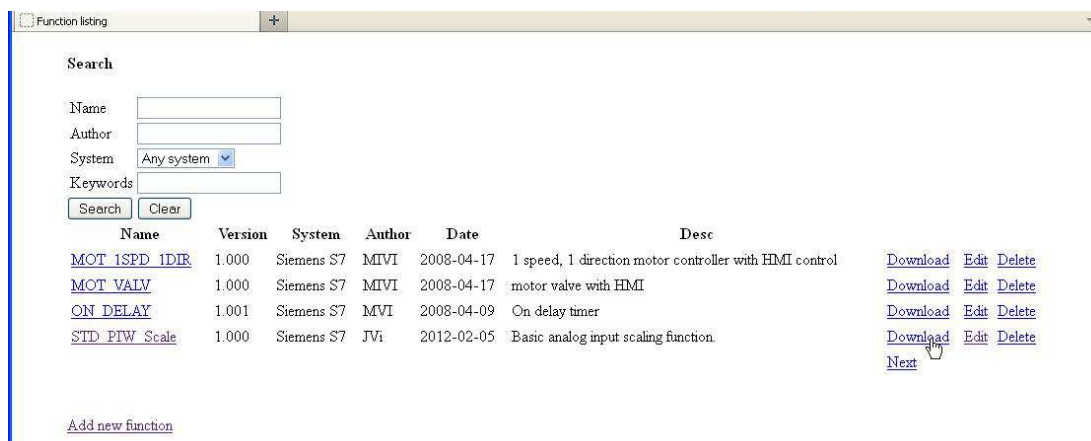 Function listing
+
Search
Name
Author
System Any system
Keywords
Search Clear
Name Version System Author Date Desc
MOT_1SPD_1DIR 1.000 Siemens S7 MIVI 2008-04-17 1 speed, 1 direction motor controller with HMI control Download Edit Delete
MOT_VALV 1.000 Siemens S7 MIVI 2008-04-17 motor valve with HMI Download Edit Delete
ON_DELAY 1.001 Siemens S7 MVI 2008-04-09 On delay timer Download Edit Delete
STD_PIW_Scale 1.000 Siemens S7 JVi 2012-02-05 Basic analog input scaling function. Download Edit Delete
Next
Add new function